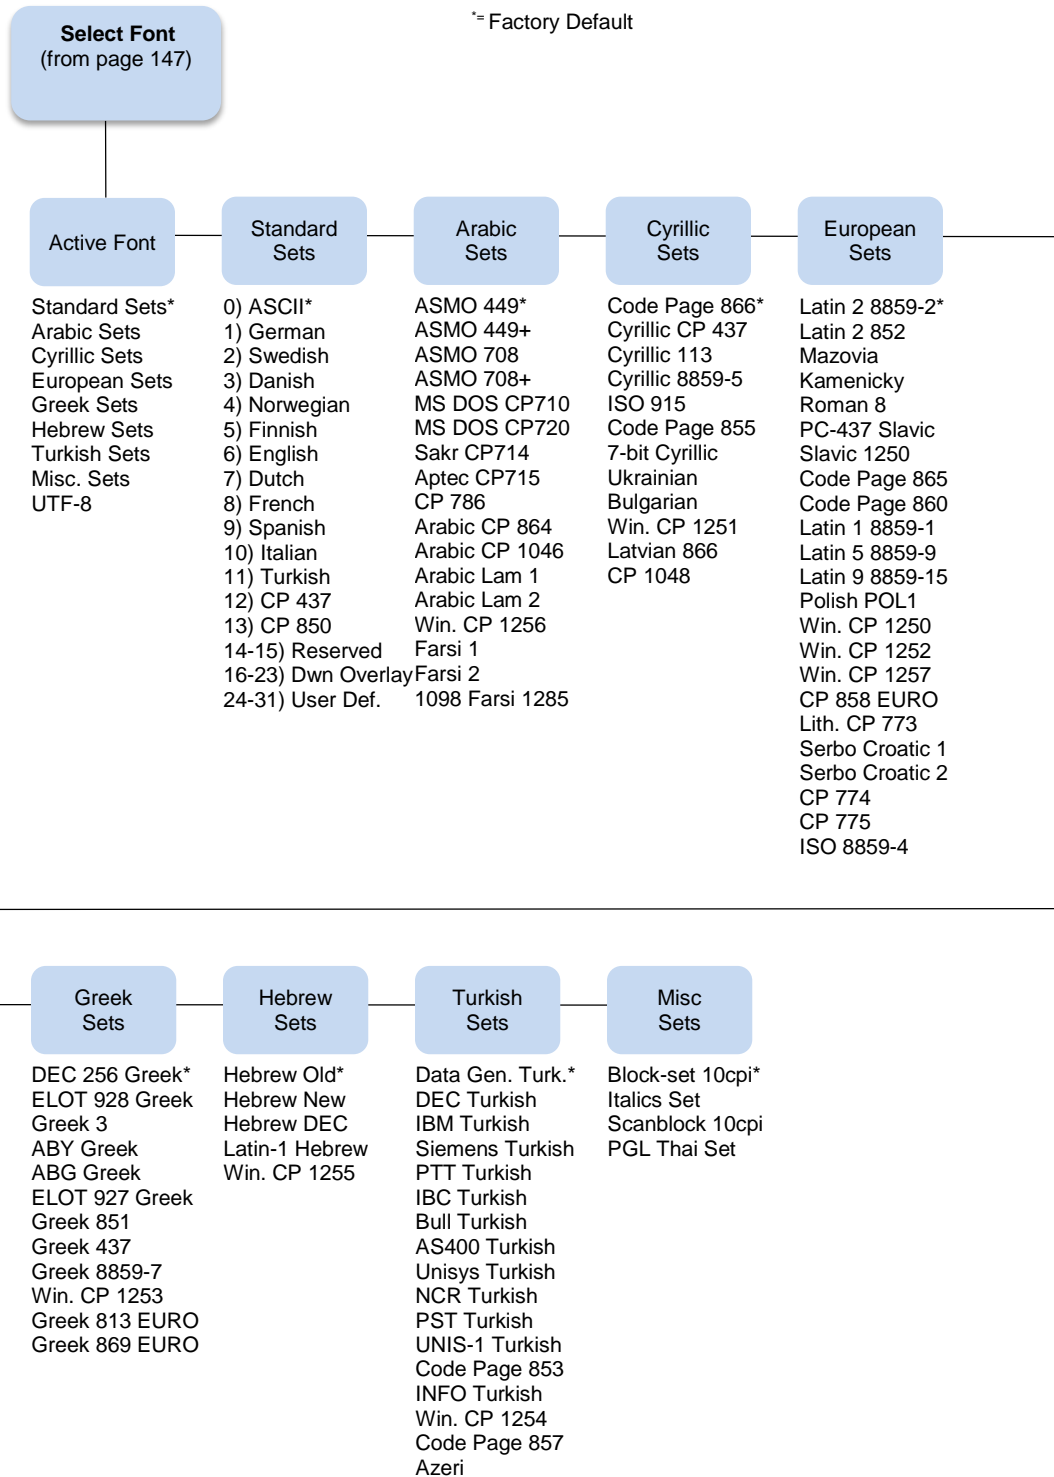 Select Font
(from page 147)
*= Factory Default
Active Font
Standard Sets*
Arabic Sets
Cyrillic Sets
European Sets
Greek Sets
Hebrew Sets
Turkish Sets
Misc. Sets
UTF-8
Standard
Sets
0) ASCII*
1) German
2) Swedish
3) Danish
4) Norwegian
5) Finnish
6) English
7) Dutch
8) French
9) Spanish
10) Italian
11) Turkish
12) CP 437
13) CP 850
14-15) Reserved
16-23) Dwn Overlay
24-31) User Def.
Arabic
Sets
ASMO 449*
ASMO 449+
ASMO 708
ASMO 708+
MS DOS CP710
MS DOS CP720
Sakr CP714
Aptec CP715
CP 786
Arabic CP 864
Arabic CP 1046
Arabic Lam 1
Arabic Lam 2
Win. CP 1256
Farsi 1
Farsi 2
1098 Farsi 1285
Cyrillic
Sets
Code Page 866*
Cyrillic CP 437
Cyrillic 113
Cyrillic 8859-5
ISO 915
Code Page 855
7-bit Cyrillic
Ukrainian
Bulgarian
Win. CP 1251
Latvian 866
CP 1048
European
Sets
Latin 2 8859-2*
Latin 2 852
Mazovia
Kamenicky
Roman 8
PC-437 Slavic
Slavic 1250
Code Page 865
Code Page 860
Latin 1 8859-1
Latin 5 8859-9
Latin 9 8859-15
Polish POL1
Win. CP 1250
Win. CP 1252
Win. CP 1257
CP 858 EURO
Lith. CP 773
Serbo Croatic 1
Serbo Croatic 2
CP 774
CP 775
ISO 8859-4
Greek
Sets
DEC 256 Greek*
ELOT 928 Greek
Greek 3
ABY Greek
ABG Greek
ELOT 927 Greek
Greek 851
Greek 437
Greek 8859-7
Win. CP 1253
Greek 813 EURO
Greek 869 EURO
Hebrew
Sets
Hebrew Old*
Hebrew New
Hebrew DEC
Latin-1 Hebrew
Win. CP 1255
Turkish
Sets
Data Gen. Turk.*
DEC Turkish
IBM Turkish
Siemens Turkish
PTT Turkish
IBC Turkish
Bull Turkish
AS400 Turkish
Unisys Turkish
NCR Turkish
PST Turkish
UNIS-1 Turkish
Code Page 853
INFO Turkish
Win. CP 1254
Code Page 857
Azeri
Misc
Sets
Block-set 10cpi*
Italics Set
Scanblock 10cpi
PGL Thai Set